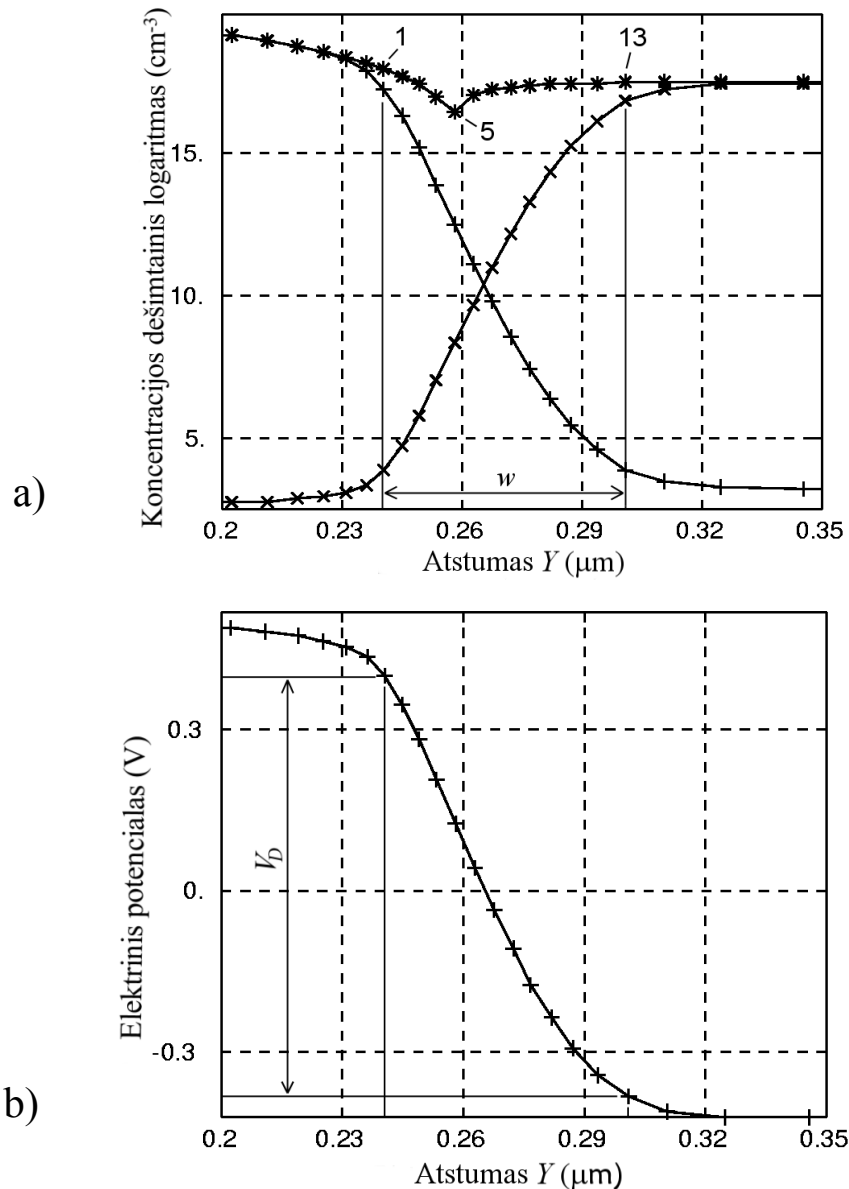 a)
Koncentracijos dešimtainis logaritmas (cm-3)
1
13
5
15.
10.
5.
w
0.2 0.23 0.26 0.29 0.32 0.35
Atstumas Y (μm)
b)
Elektrinis potencialas (V)
0.3
0.
-0.3
VD
0.2 0.23 0.26 0.29 0.32 0.35
Atstumas Y (μm)